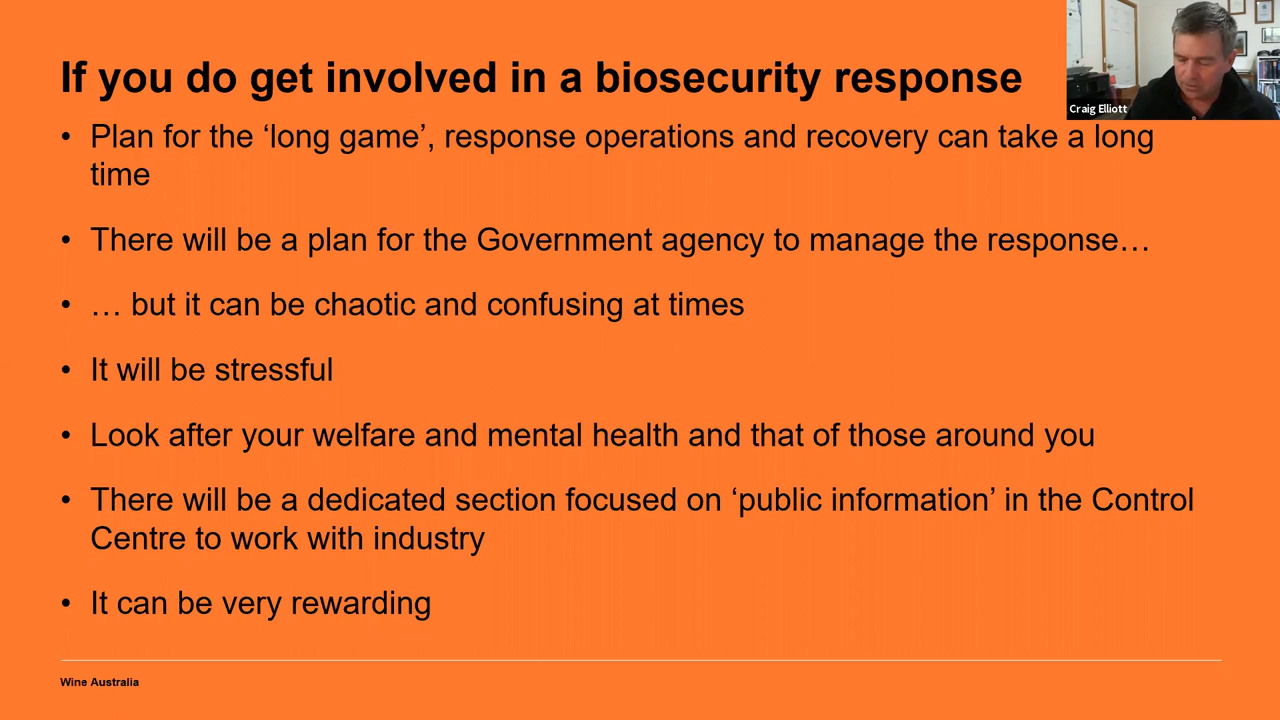 If you do get involved in a biosecurity response
Craig Elliott
• Plan for the ‘long game’, response operations and recovery can take a long
time
• There will be a plan for the Government agency to manage the response…
• … but it can be chaotic and confusing at times
• It will be stressful
• Look after your welfare and mental health and that of those around you
• There will be a dedicated section focused on ‘public information’ in the Control
Centre to work with industry
• It can be very rewarding
Wine Australia